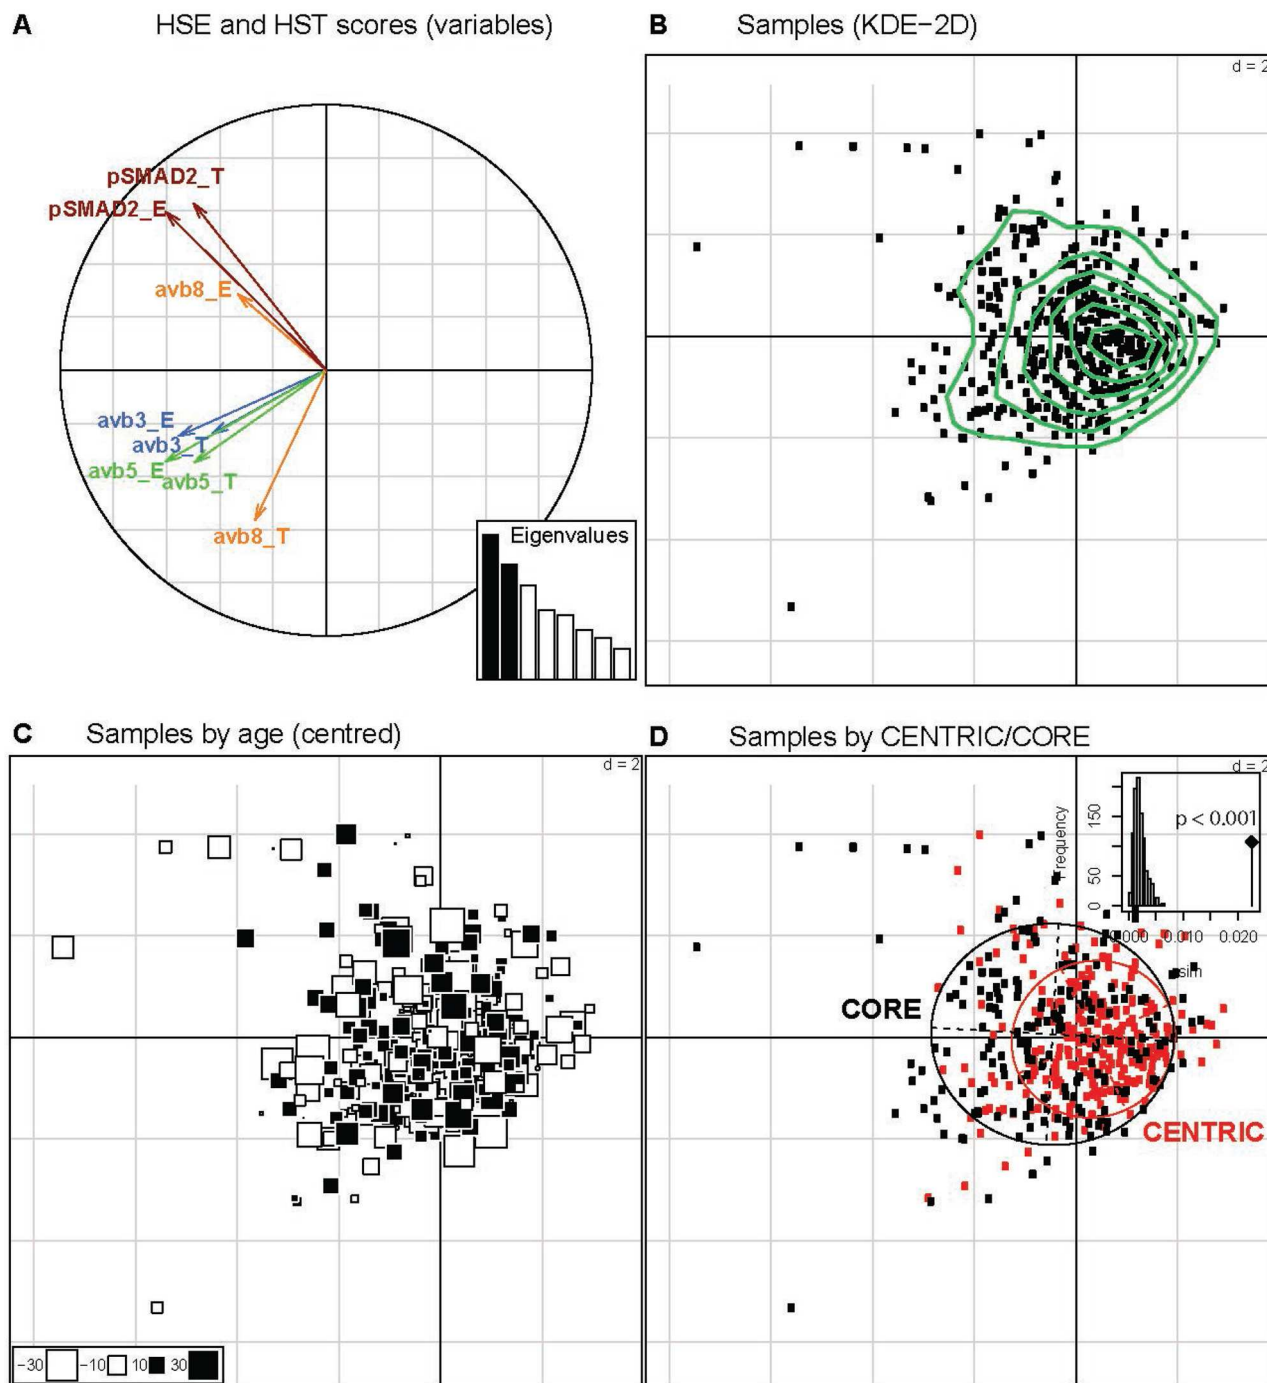 A HSE and HST scores (variables)
pSMAD2_T
pSMAD2_E
avb8_E
avb3_E
avb3_T
avb5_E
avb5_T
avb8_T
Eigenvalues
B Samples (KDE−2D)
d = 2
C Samples by age (centred)
d = 2
−30 −10 10 30
D Samples by CENTRIC/CORE
d = 2
Frequency
150
50
0
p < 0.001
0.010 0.020
CORE
CENTRIC